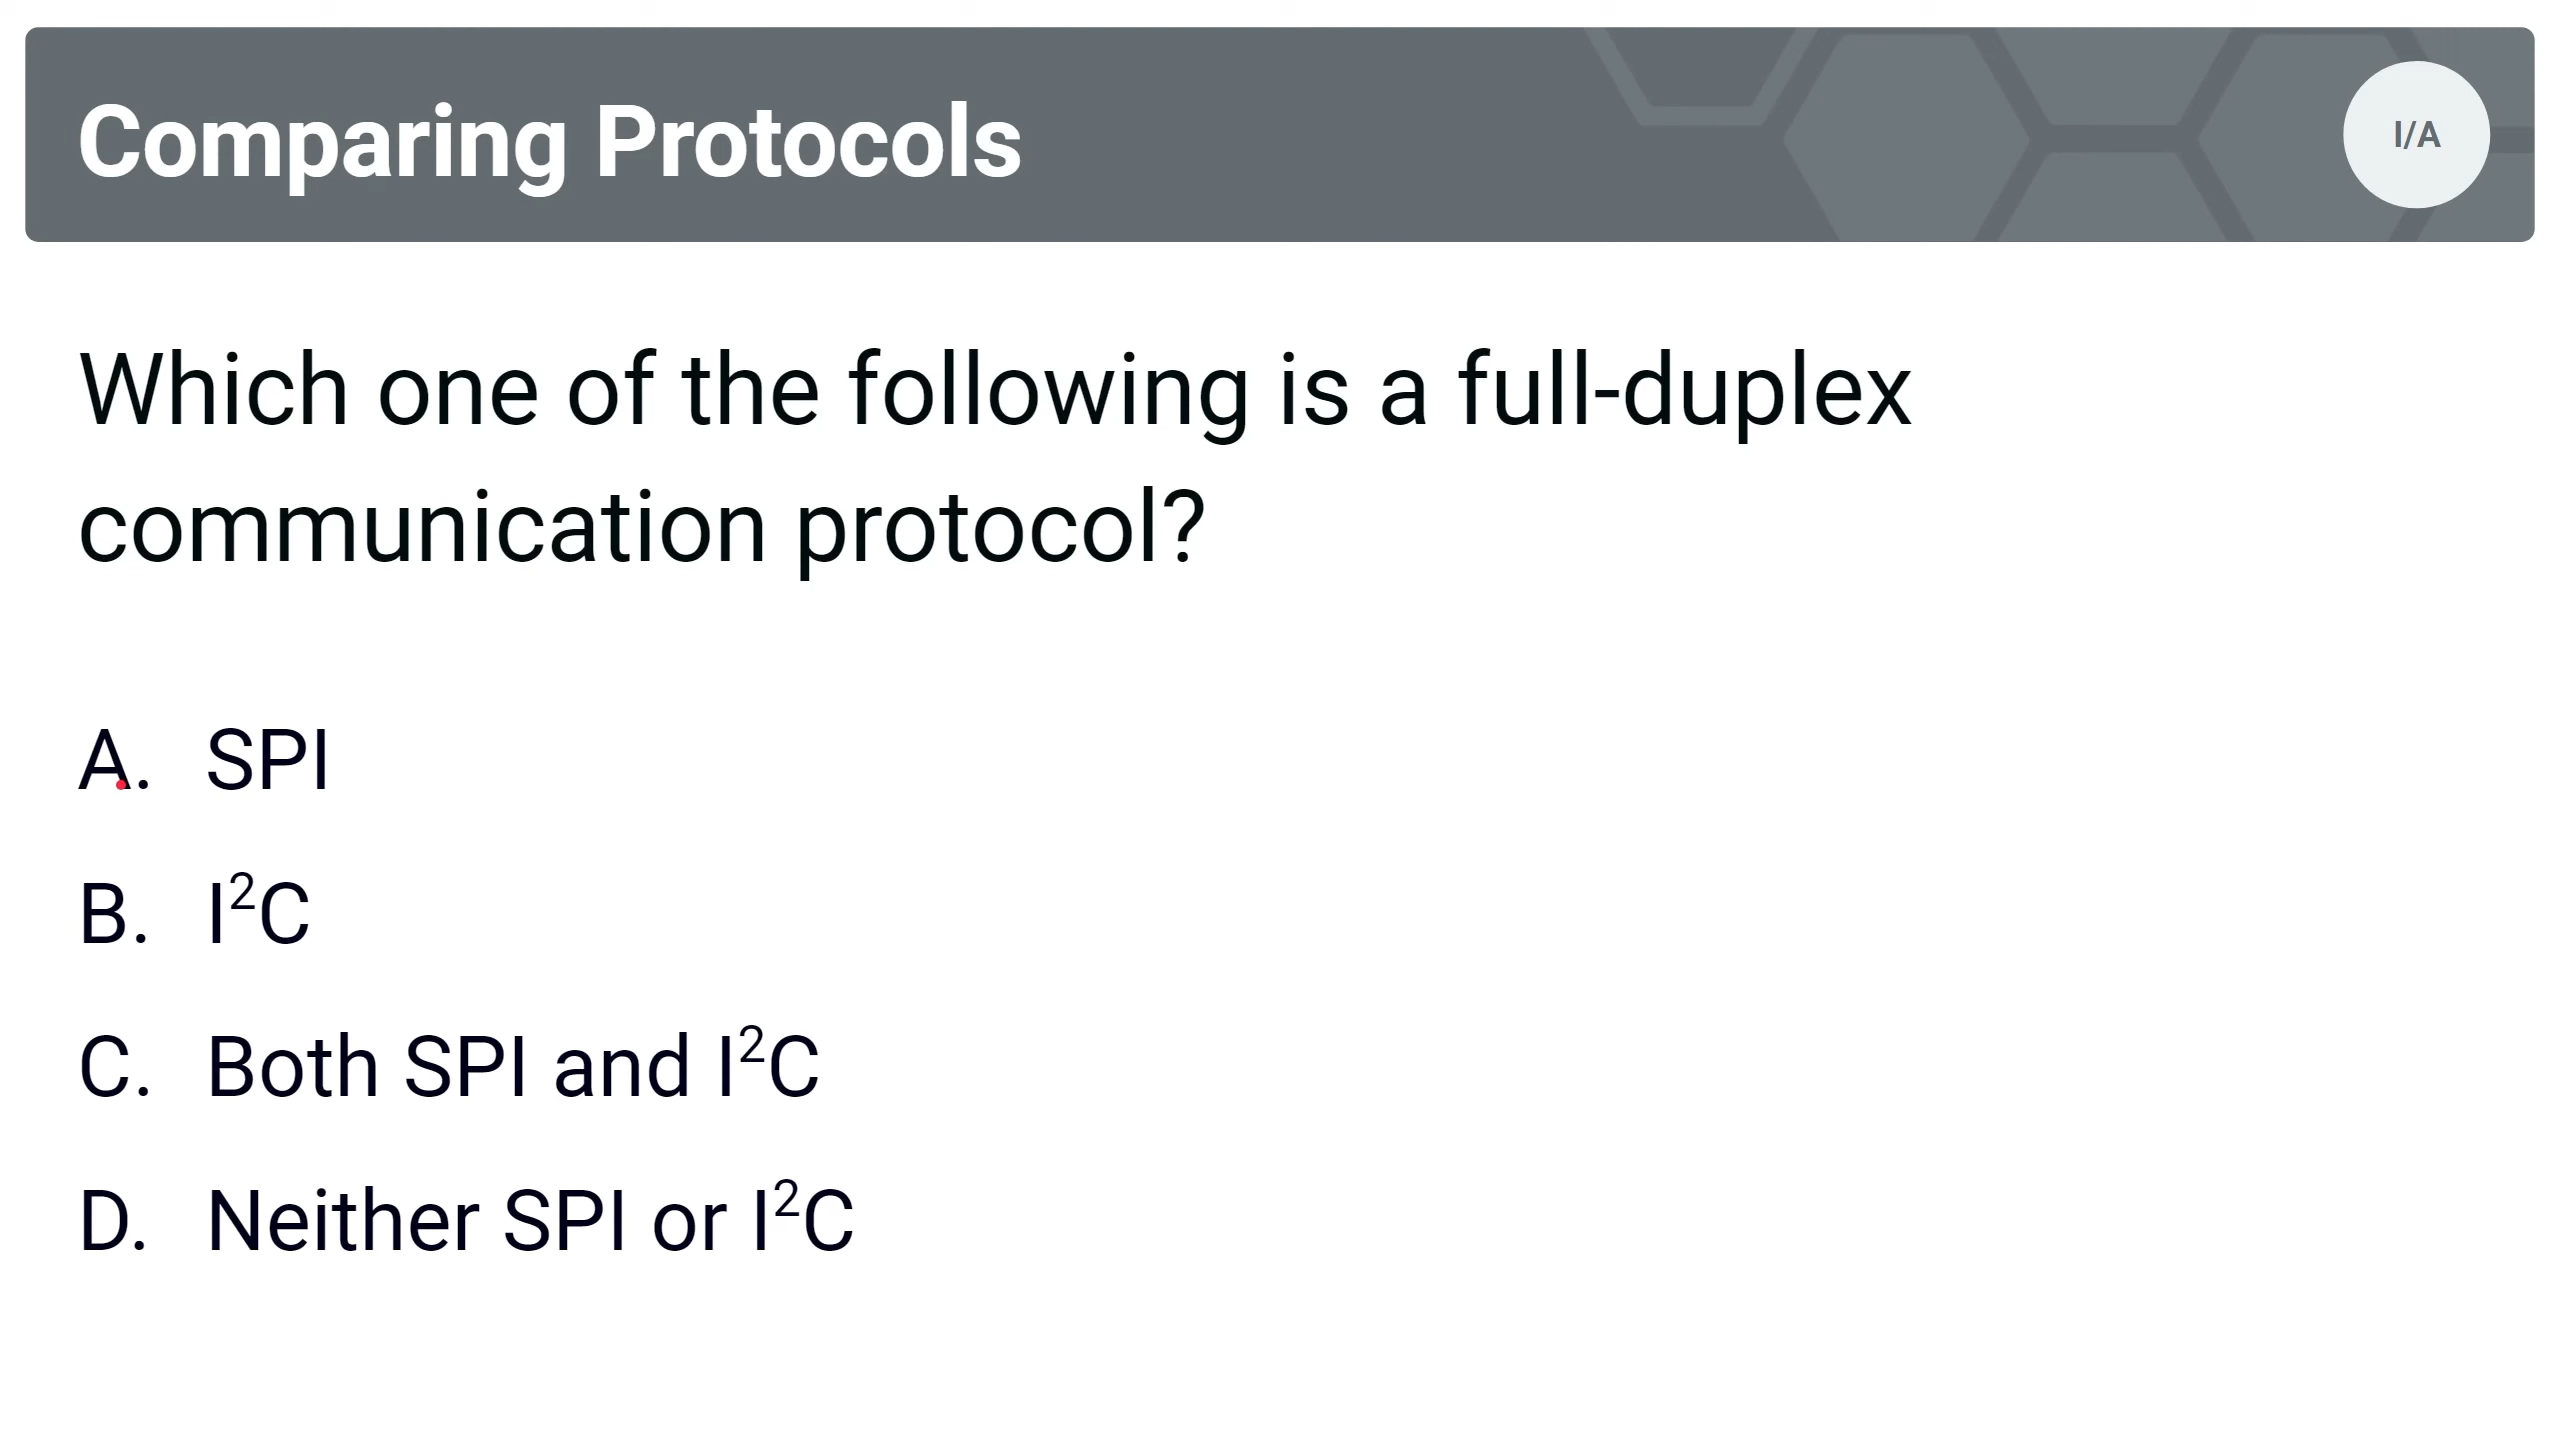 Comparing Protocols
I/A
Which one of the following is a full-duplex
communication protocol?
A. SPI
B. I²C
C. Both SPI and I²C
D. Neither SPI or I²C